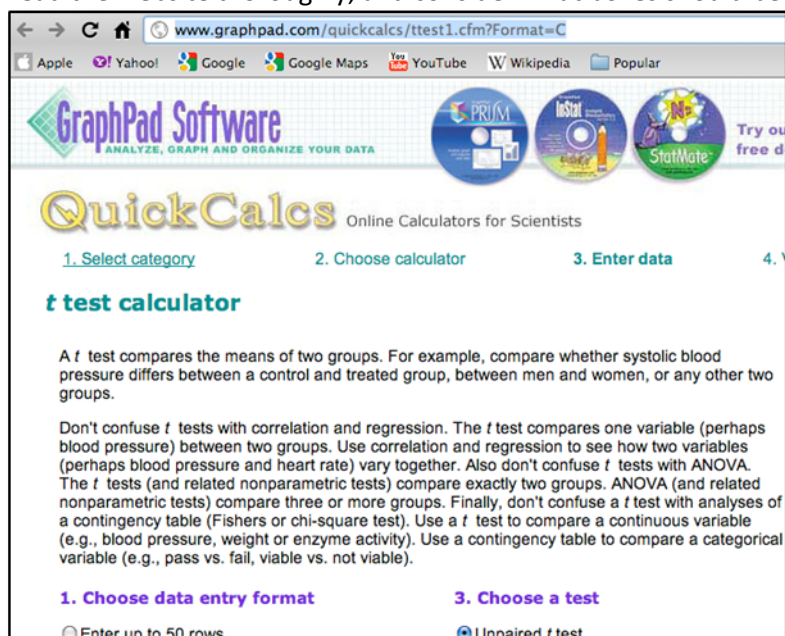 www.graphpad.com/quickcalcs/ttest1.cfm?Format=C
Apple Yahoo! Google Google Maps YouTube Wikipedia Popular
GraphPad Software
ANALYZE, GRAPH AND ORGANIZE YOUR DATA
PRISM
InStat
StatMate
Try ou
free d
QuickCalcs Online Calculators for Scientists
1. Select category 2. Choose calculator 3. Enter data 4. V
t test calculator
A t test compares the means of two groups. For example, compare whether systolic blood
pressure differs between a control and treated group, between men and women, or any other two
groups.
Don't confuse t tests with correlation and regression. The t test compares one variable (perhaps
blood pressure) between two groups. Use correlation and regression to see how two variables
(perhaps blood pressure and heart rate) vary together. Also don't confuse t tests with ANOVA.
The t tests (and related nonparametric tests) compare exactly two groups. ANOVA (and related
nonparametric tests) compare three or more groups. Finally, don't confuse a t test with analyses of
a contingency table (Fishers or chi-square test). Use a t test to compare a continuous variable
(e.g., blood pressure, weight or enzyme activity). Use a contingency table to compare a categorical
variable (e.g., pass vs. fail, viable vs. not viable).
1. Choose data entry format 3. Choose a test
Enter up to 50 rows Unpaired t test